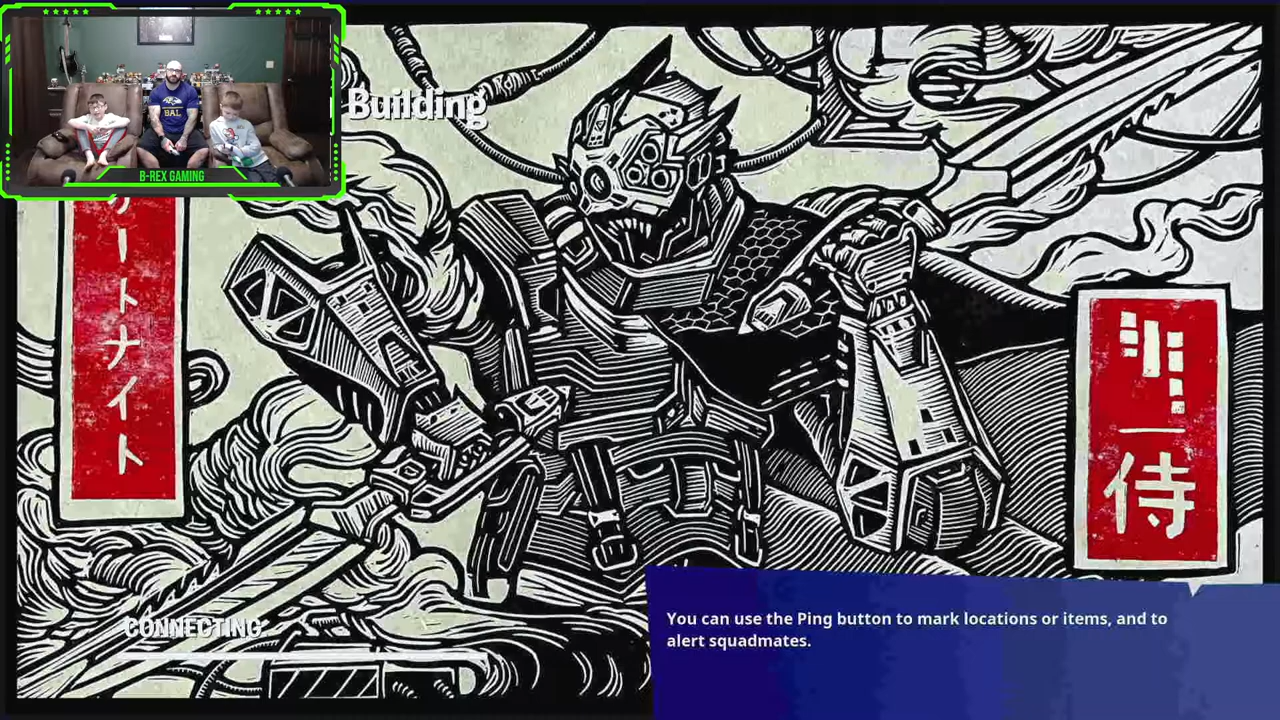 Building
B-REX GAMING
BAL
ートナイト
侍
CONNECTING
You can use the Ping button to mark locations or items, and to
alert squadmates.